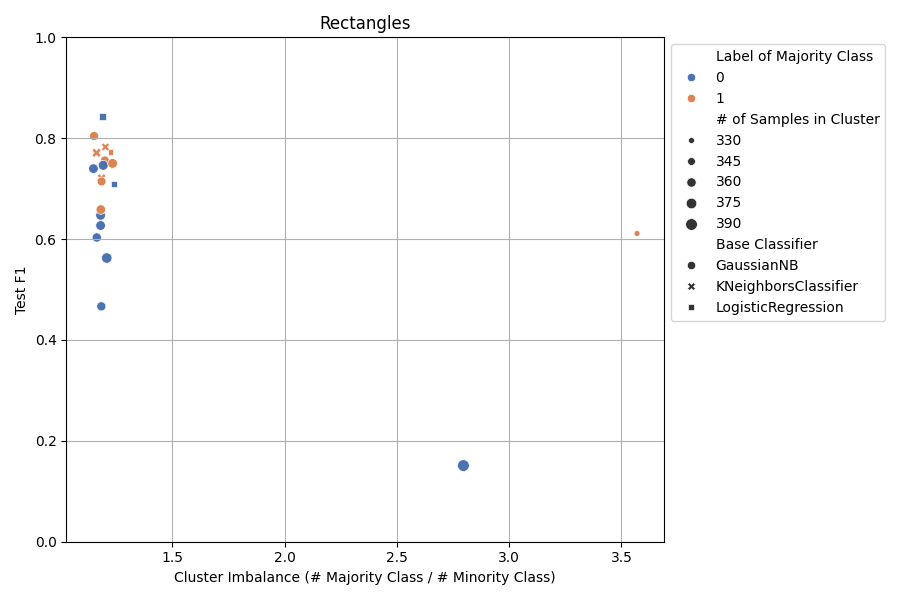 Rectangles
1.0
0.8
0.6
0.4
0.2
0.0
Test F1
1.5
2.0
2.5
3.0
3.5
Cluster Imbalance (# Majority Class / # Minority Class)
Label of Majority Class
0
1
# of Samples in Cluster
330
345
360
375
390
Base Classifier
GaussianNB
KNeighborsClassifier
LogisticRegression